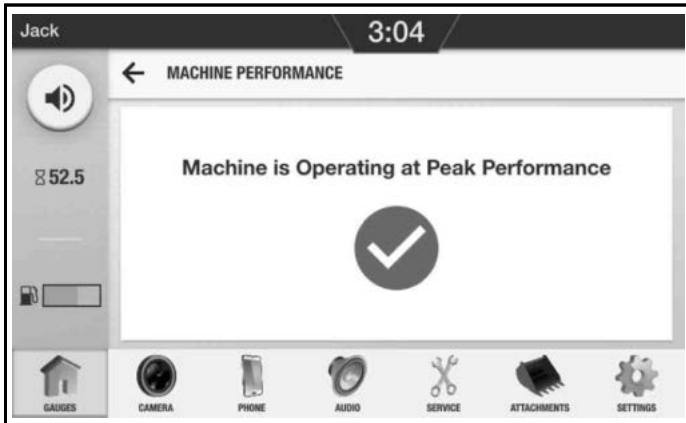 Jack
3:04
MACHINE PERFORMANCE
52.5
Machine is Operating at Peak Performance
GAUGES
CAMERA
PHONE
AUDIO
SERVICE
ATTACHMENTS
SETTINGS